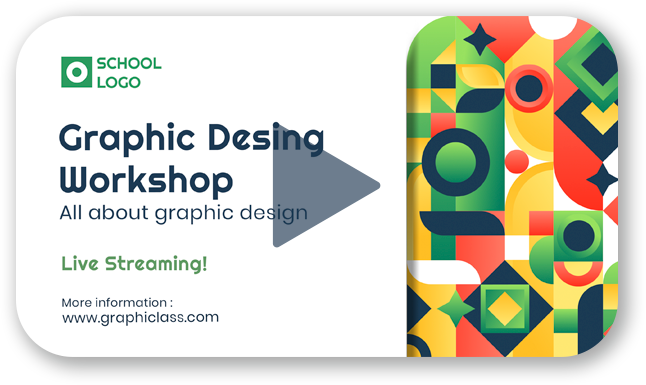 SCHOOL
LOGO
Graphic Desing
Workshop
All about graphic design
Live Streaming!
More information :
www.graphiclass.com